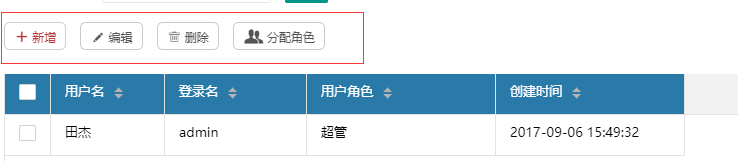 新增 编辑 删除 分配角色
用户名 登录名 用户角色 创建时间
田杰 admin 超管 2017-09-06 15:49:32